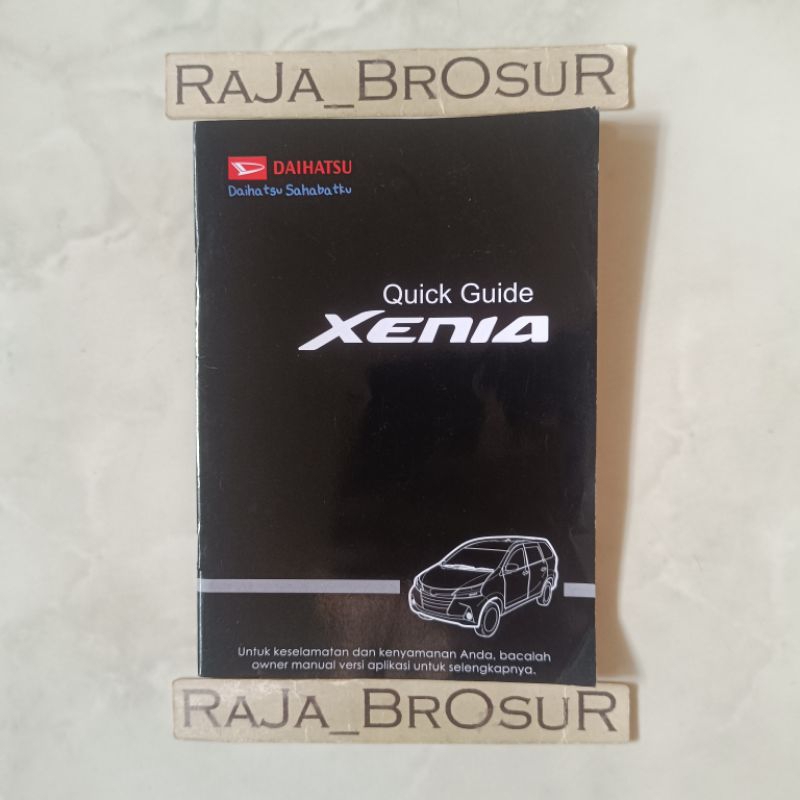 RAJA_BROSUR
DAIHATSU
Daihatsu Sahabatku
Quick Guide
XENIA
Untuk keselamatan dan kenyamanan Anda, bacalah
owner manual versi aplikasi untuk selengkapnya.
RAJA_BROSUR